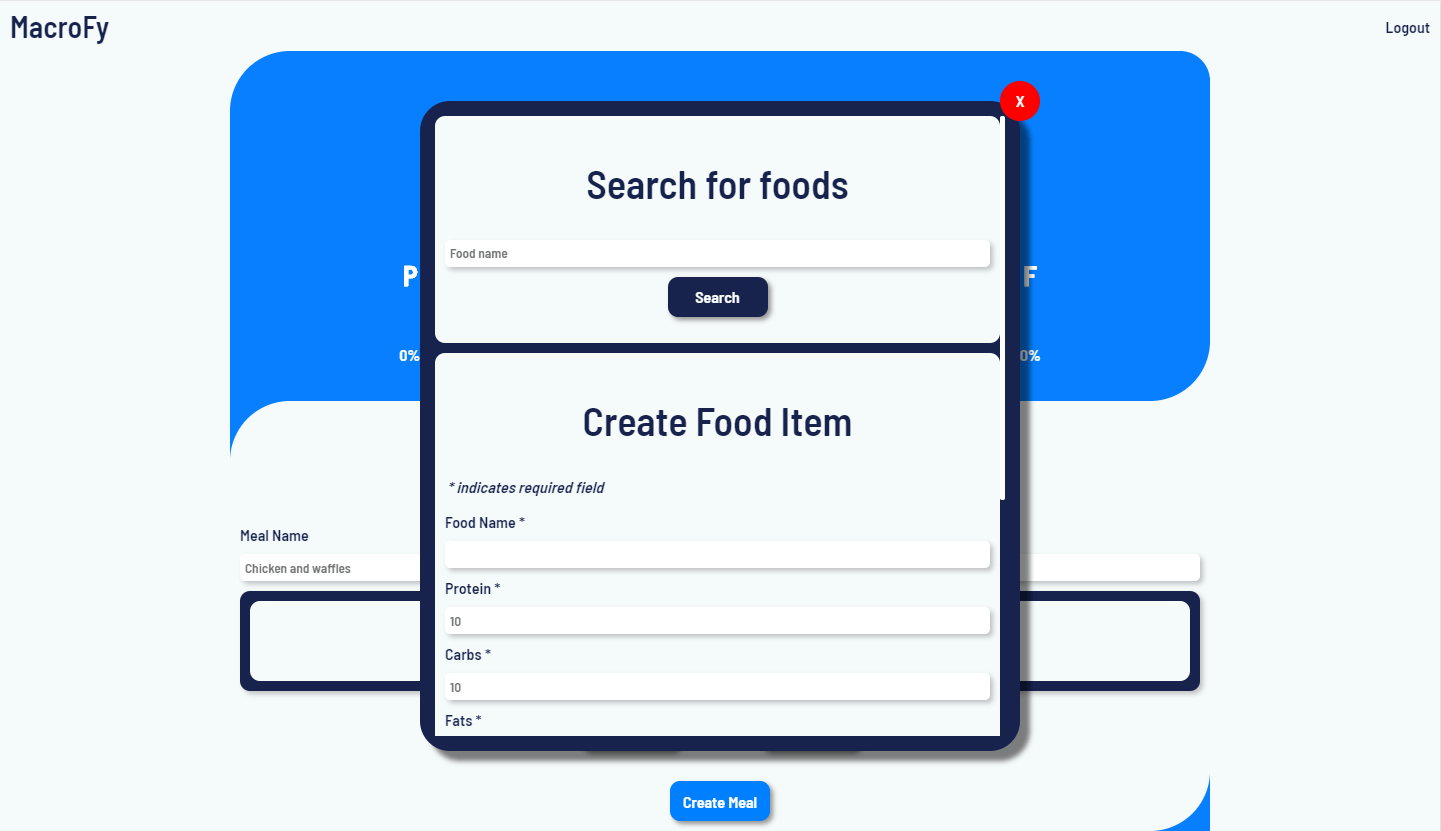 MacroFy
Logout
X
Search for foods
Food name
Search
P
F
0%
0%
Create Food Item
* indicates required field
Food Name *
Meal Name
Chicken and waffles
Protein *
10
Carbs *
10
Fats *
Create Meal